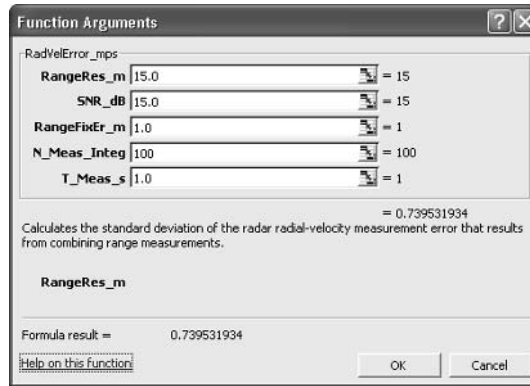 Function Arguments
RadVelError_mps
RangeRes_m 15.0 = 15
SNR_dB 15.0 = 15
RangeFixEr_m 1.0 = 1
N_Meas_Integ 100 = 100
T_Meas_s 1.0 = 1
= 0.739531934
Calculates the standard deviation of the radar radial-velocity measurement error that results
from combining range measurements.
RangeRes_m
Formula result = 0.739531934
Help on this function OK Cancel